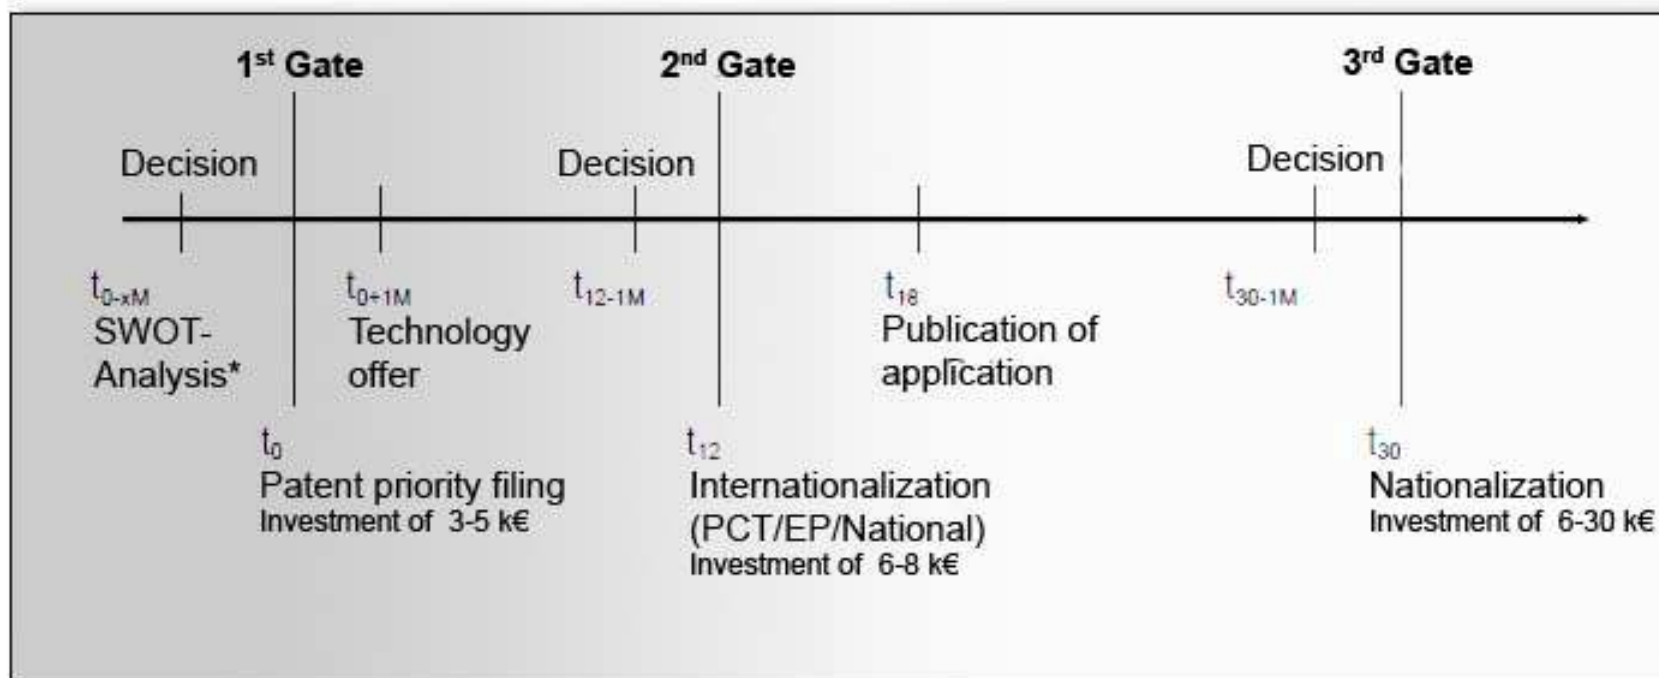 1st Gate
2nd Gate
3rd Gate
Decision
Decision
Decision
t0-xM
SWOT-
Analysis*
t0+1M
Technology
offer
t12-1M
t18
Publication of
application
t30-1M
t0
Patent priority filing
Investment of 3-5 k€
t12
Internationalization
(PCT/EP/National)
Investment of 6-8 k€
t30
Nationalization
Investment of 6-30 k€